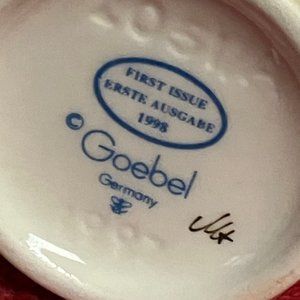 FIRST ISSUE
ERSTE AUSGABE
1998
© Goebel
Germany